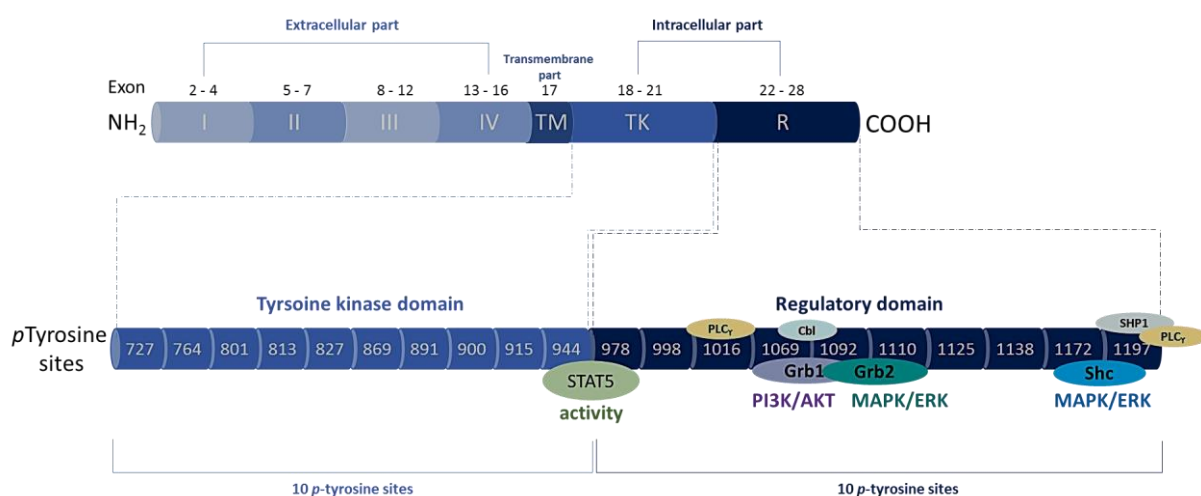 Extracellular part
Intracellular part
Transmembrane
part
Exon 2 - 4 5 - 7 8 - 12 13 - 16 17 18 - 21 22 - 28
NH2 I II III IV TM TK R COOH
Tyrsoine kinase domain
Regulatory domain
pTyrosine
sites
727 764 801 813 827 869 891 900 915 944 978 998 1016 1069 1092 1110 1125 1138 1172 1197
PLCγ Cbl SHP1 PLCγ
STAT5 Grb1 Grb2 Shc
activity PI3K/AKT MAPK/ERK MAPK/ERK
10 p-tyrosine sites 10 p-tyrosine sites